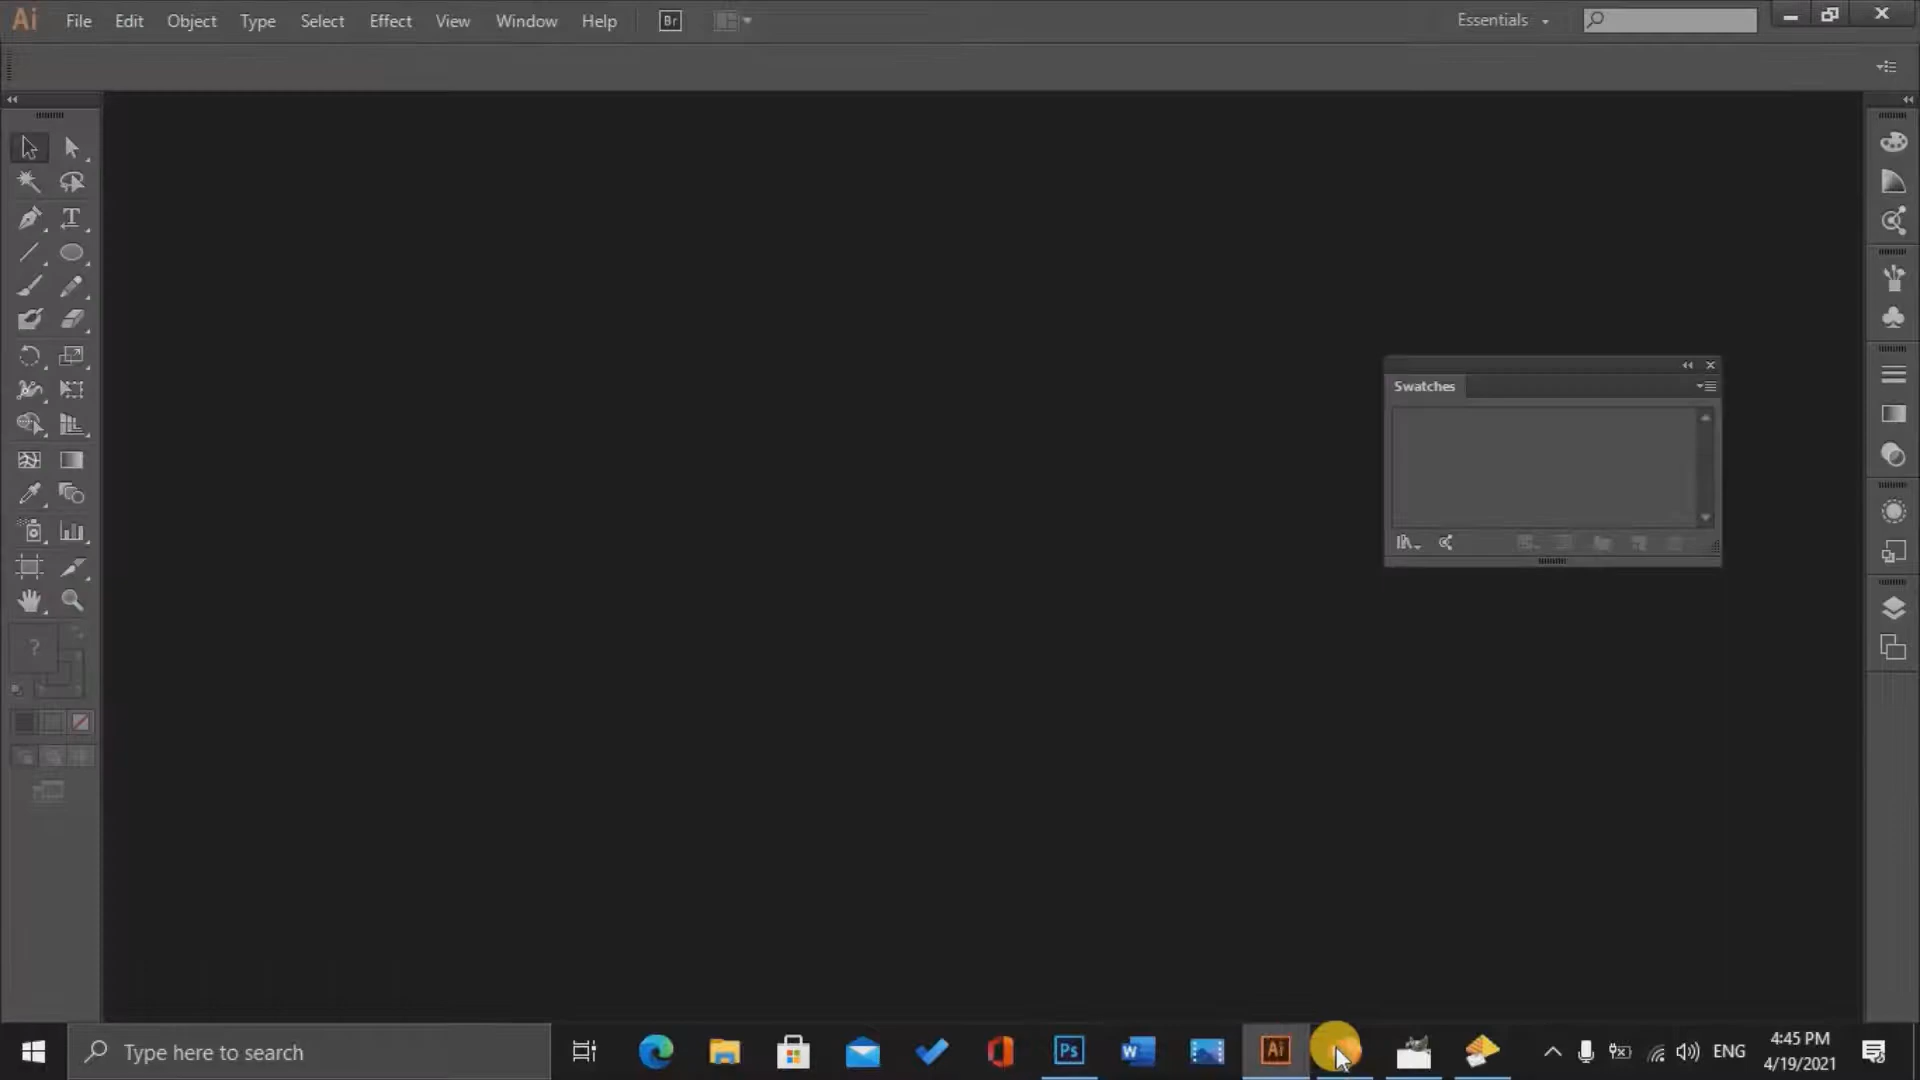 Ai File Edit Object Type Select Effect View Window Help Br Essentials
Swatches
T
?
Type here to search
Ps
W
Ai
ENG
4:45 PM
4/19/2021